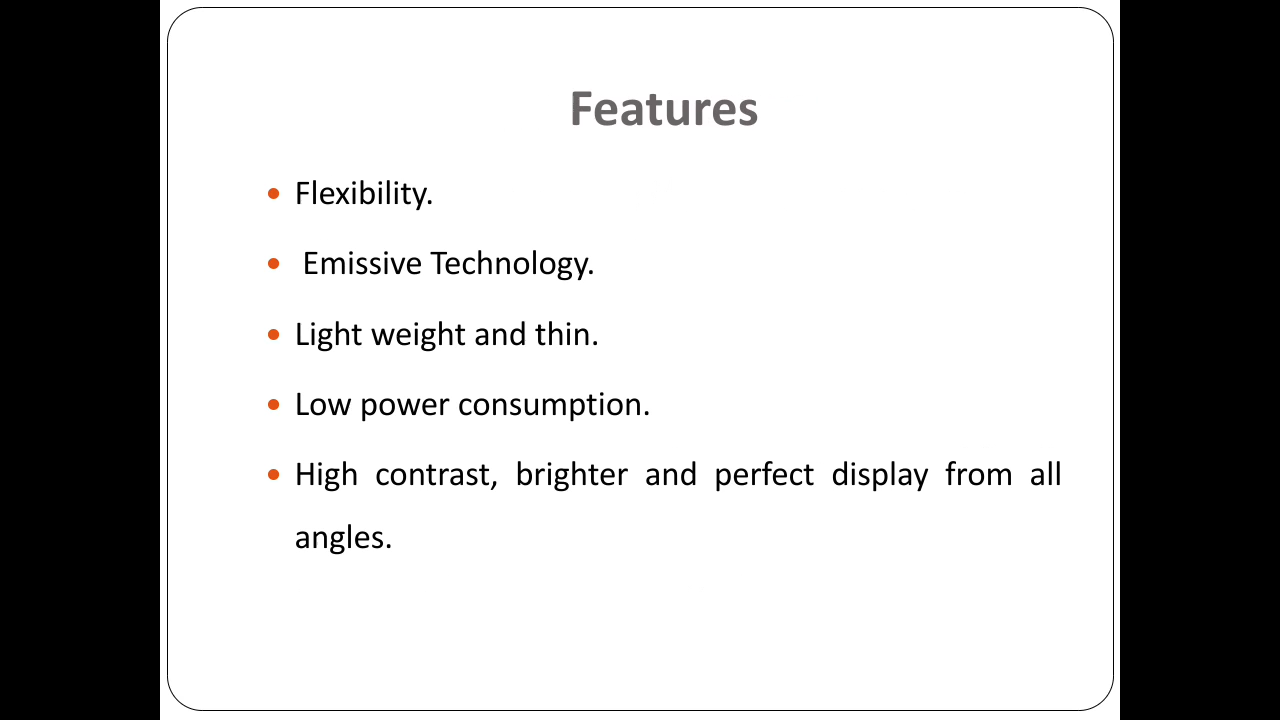 Features
Flexibility.
Emissive Technology.
Light weight and thin.
Low power consumption.
High contrast, brighter and perfect display from all
angles.